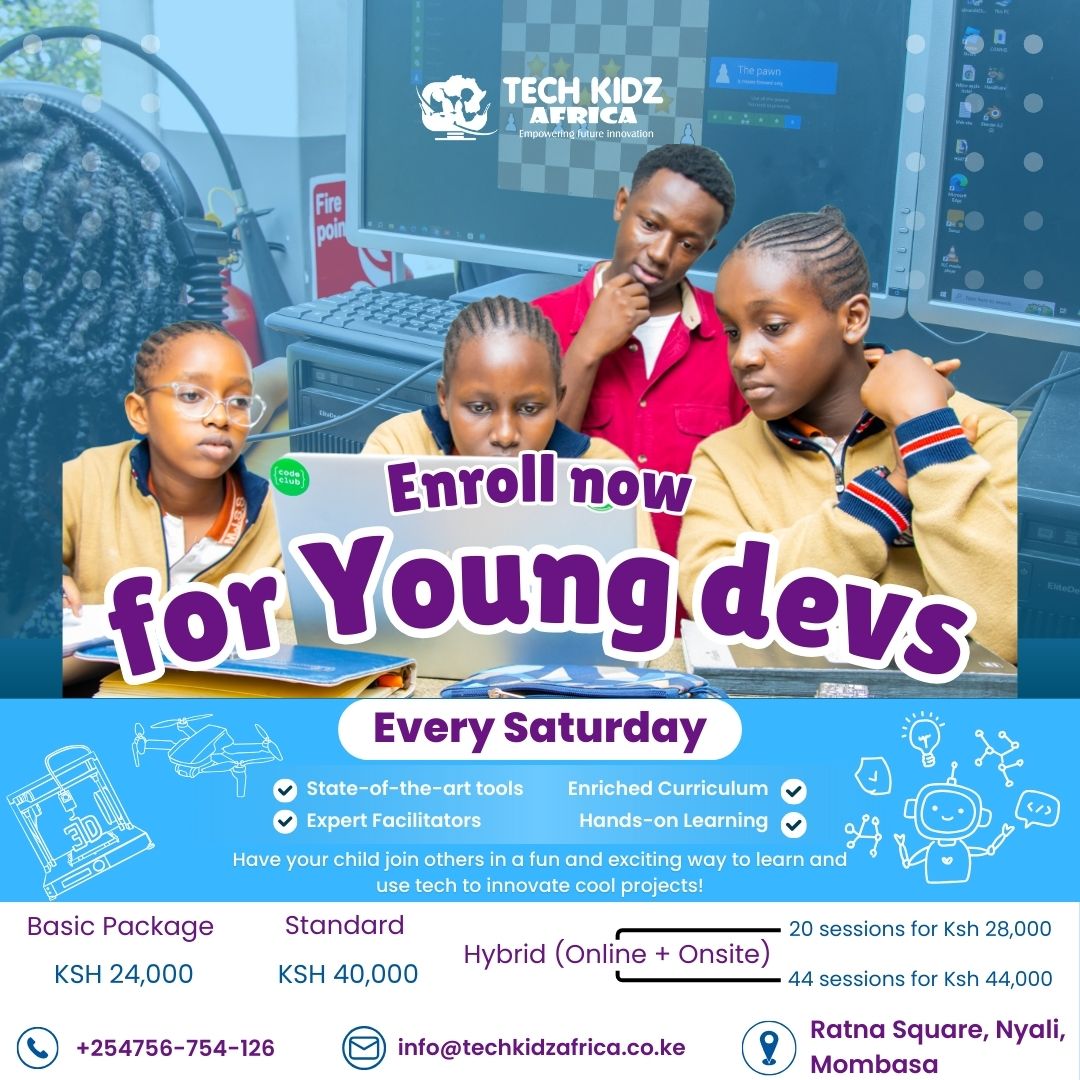 TECH KIDZ
AFRICA
Empowering future innovation
The pawn
Fire
poin
{code
club}
M.J.S.S
Enroll now
for Young devs
Every Saturday
State-of-the-art tools
Enriched Curriculum
Expert Facilitators
Hands-on Learning
Have your child join others in a fun and exciting way to learn and
use tech to innovate cool projects!
3D
</>
Basic Package
KSH 24,000
Standard
KSH 40,000
Hybrid (Online + Onsite)
20 sessions for Ksh 28,000
44 sessions for Ksh 44,000
+254756-754-126
info@techkidzafrica.co.ke
Ratna Square, Nyali,
Mombasa